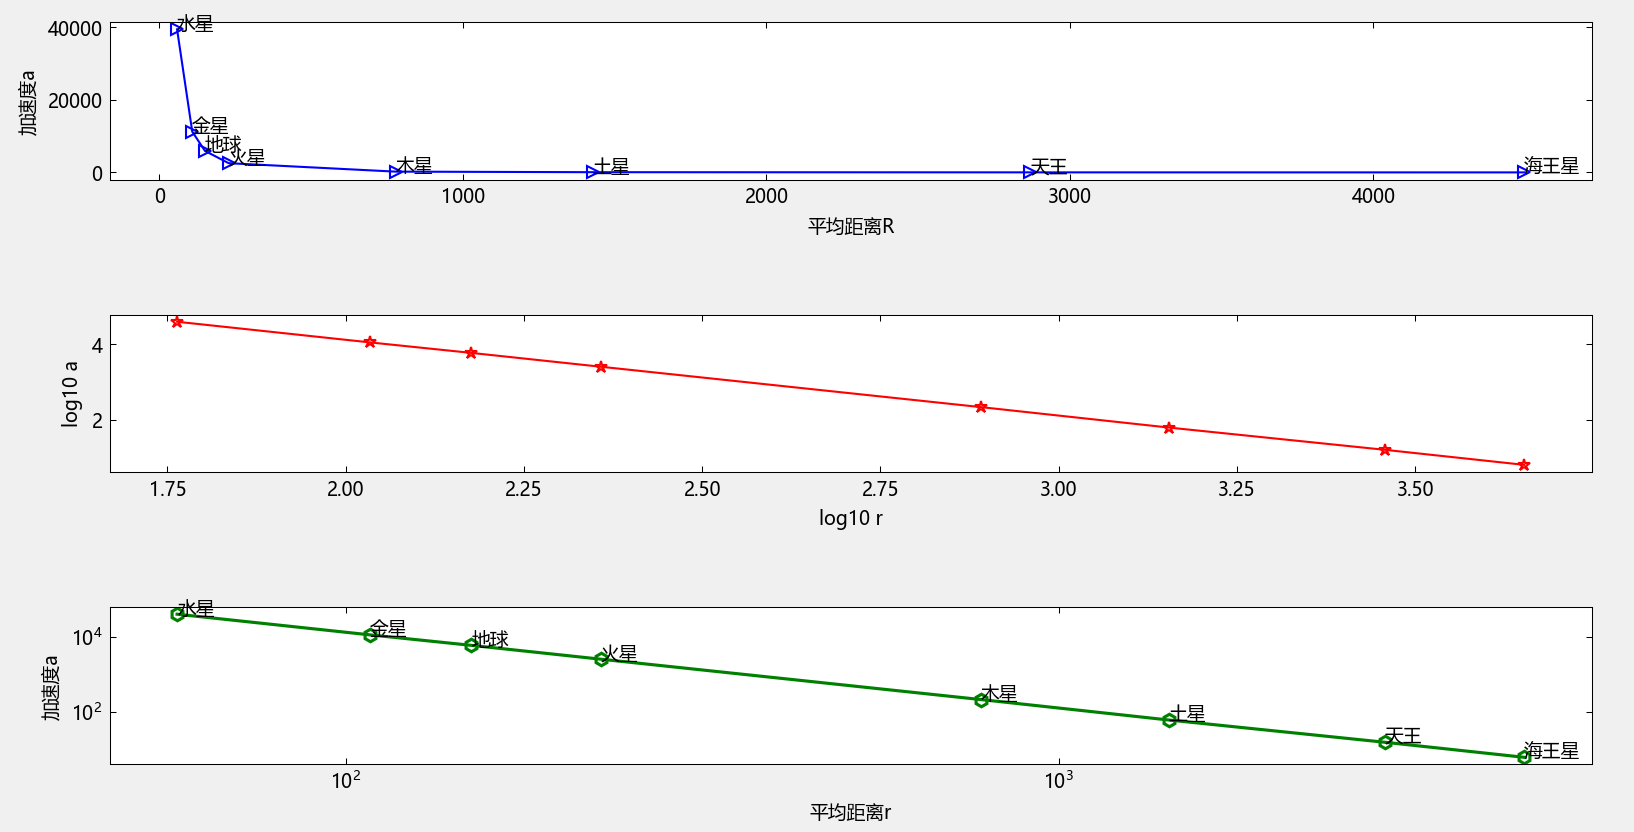 40000
20000
0
加速度a
水星
金星
地球
火星
木星
土星
天王
海王星
0
1000
2000
3000
4000
平均距离R
4
2
log10 a
1.75
2.00
2.25
2.50
2.75
3.00
3.25
3.50
log10 r
10⁴
10²
加速度a
水星
金星
地球
火星
木星
土星
天王
海王星
10²
10³
平均距离r